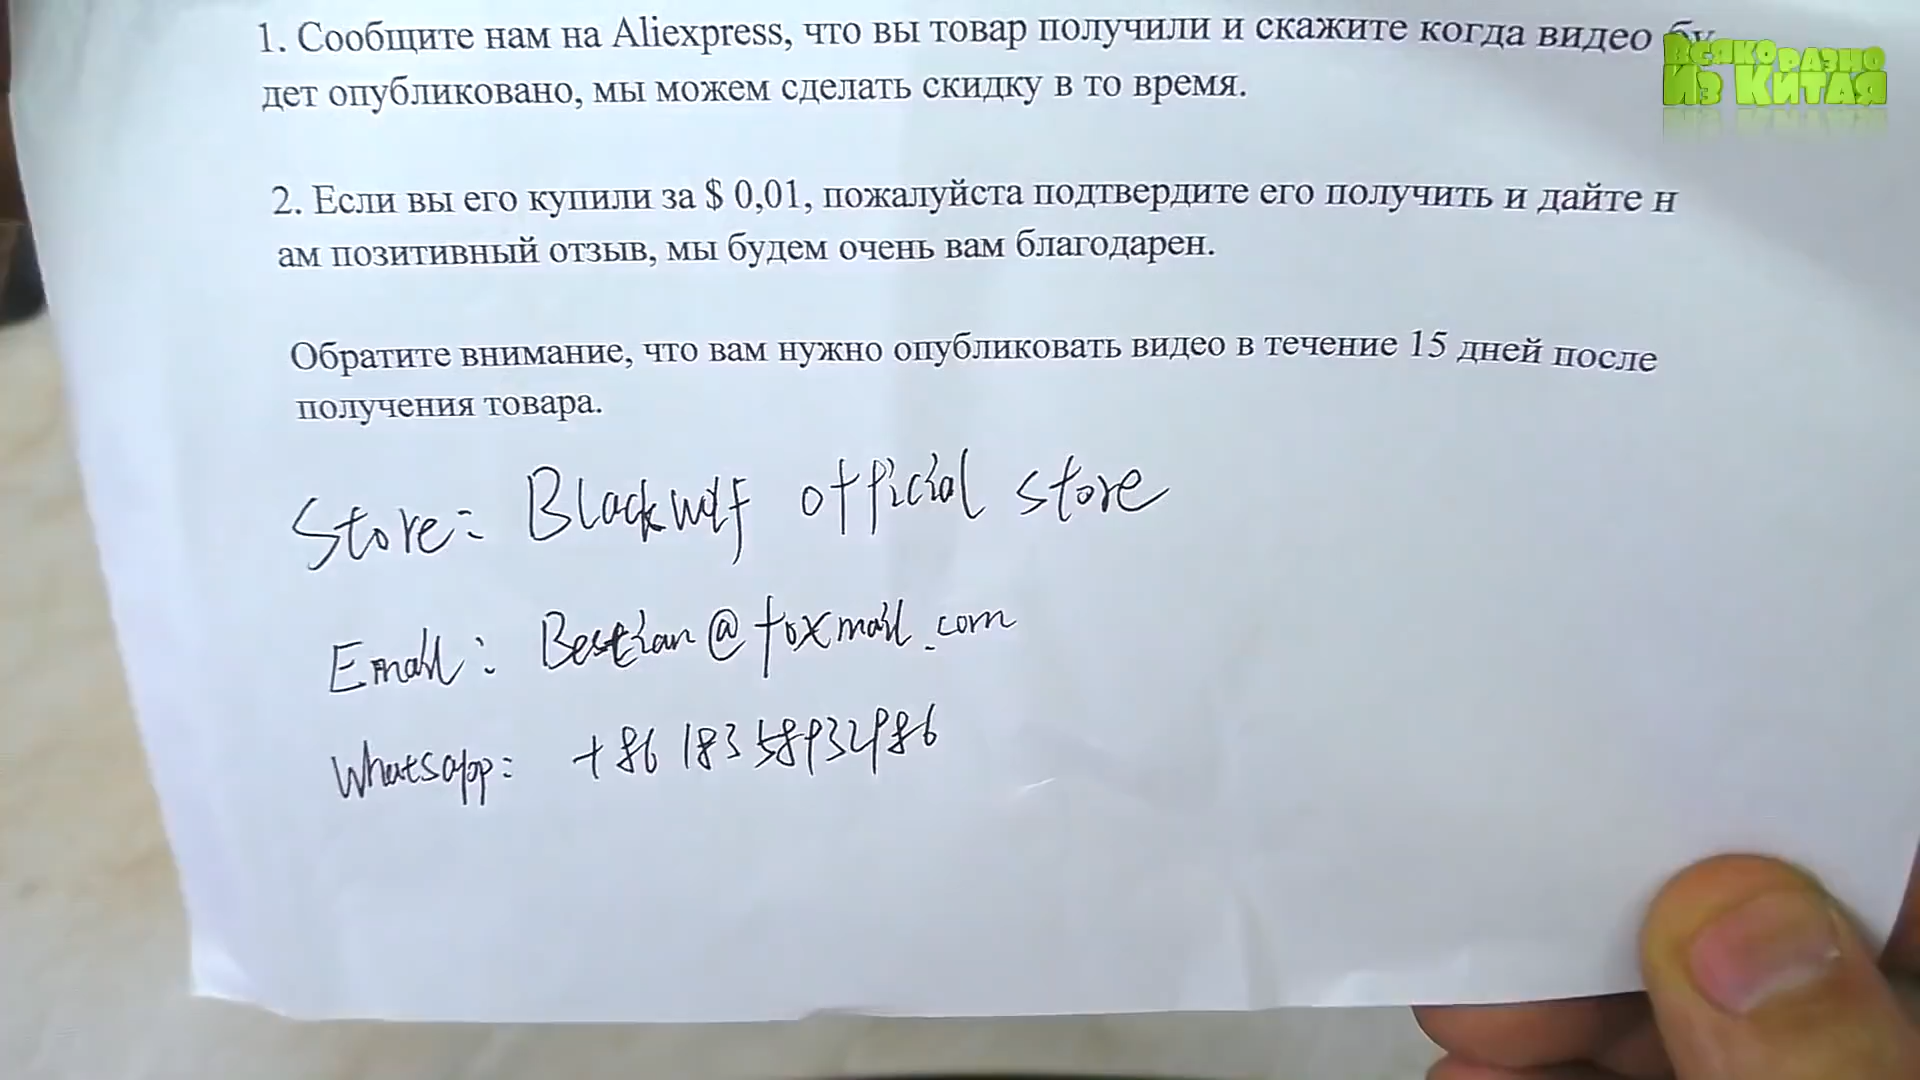 1. Сообщите нам на Aliexpress, что вы товар получили и скажите когда видео бу
дет опубликовано, мы можем сделать скидку в то время.
2. Если вы его купили за $ 0,01, пожалуйста подтвердите его получить и дайте н
ам позитивный отзыв, мы будем очень вам благодарен.
Обратите внимание, что вам нужно опубликовать видео в течение 15 дней после
получения товара.
Store: Blackwolf official store
Email: Bestian@foxmail.com
Whatsapp: +86 18358932986
Всяко разно
Из Китая